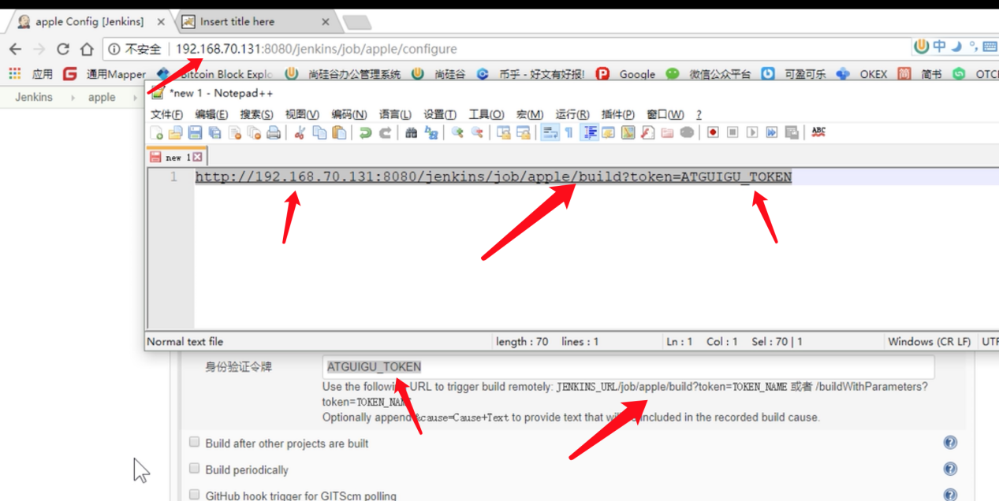 apple Config [Jenkins]
Insert title here
不安全 192.168.70.131:8080/jenkins/job/apple/configure
中
应用 通用Mapper Bitcoin Block Explo 尚硅谷办公管理系统 尚硅谷 币乎 - 好文有好报! Google 微信公众平台 可盈可乐 OKEX 简书 OTC
Jenkins apple
*new 1 - Notepad++
文件(F) 编辑(E) 搜索(S) 视图(V) 编码(N) 语言(L) 设置(T) 工具(O) 宏(M) 运行(R) 插件(P) 窗口(W) ?
ABC
new 1
1 http://192.168.70.131:8080/jenkins/job/apple/build?token=ATGUIGU_TOKEN
Normal text file length : 70 lines : 1 Ln : 1 Col : 1 Sel : 70 | 1 Windows (CR LF) UTF
身份验证令牌 ATGUIGU_TOKEN
Use the following URL to trigger build remotely: JENKINS_URL/job/apple/build?token=TOKEN_NAME 或者 /buildWithParameters?
token=TOKEN_NAME
Optionally append &cause=Cause+Text to provide text that will be included in the recorded build cause.
Build after other projects are built
Build periodically
GitHub hook trigger for GITScm polling